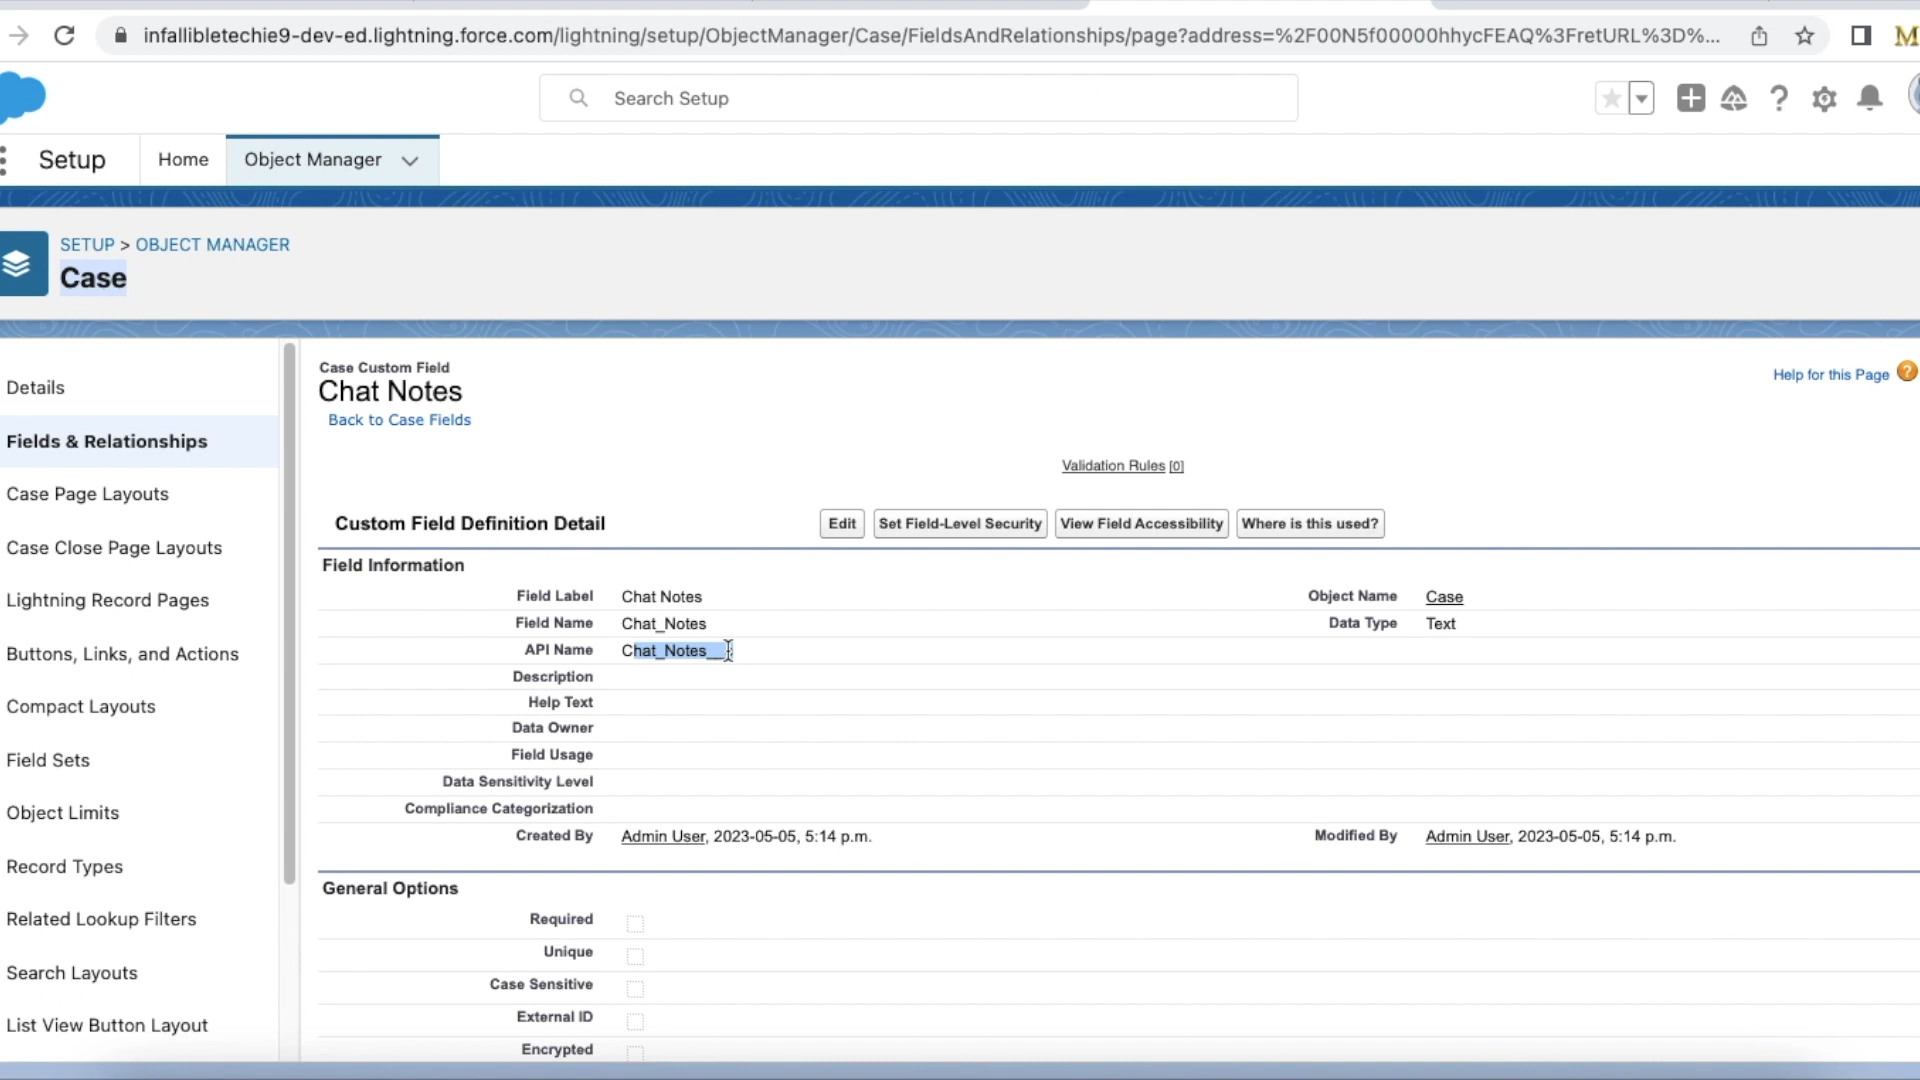 infallibletechie9-dev-ed.lightning.force.com/lightning/setup/ObjectManager/Case/FieldsAndRelationships/page?address=%2F00N5f00000hhycFEAQ%3FretURL%3D%...
M
Search Setup
Setup
Home
Object Manager
SETUP > OBJECT MANAGER
Case
Details
Fields & Relationships
Case Page Layouts
Case Close Page Layouts
Lightning Record Pages
Buttons, Links, and Actions
Compact Layouts
Field Sets
Object Limits
Record Types
Related Lookup Filters
Search Layouts
List View Button Layout
Case Custom Field
Chat Notes
Back to Case Fields
Help for this Page ?
Validation Rules [0]
Custom Field Definition Detail
Edit
Set Field-Level Security
View Field Accessibility
Where is this used?
Field Information
Field Label Chat Notes Object Name Case
Field Name Chat_Notes Data Type Text
API Name Chat_Notes__
Description
Help Text
Data Owner
Field Usage
Data Sensitivity Level
Compliance Categorization
Created By Admin User, 2023-05-05, 5:14 p.m. Modified By Admin User, 2023-05-05, 5:14 p.m.
General Options
Required
Unique
Case Sensitive
External ID
Encrypted